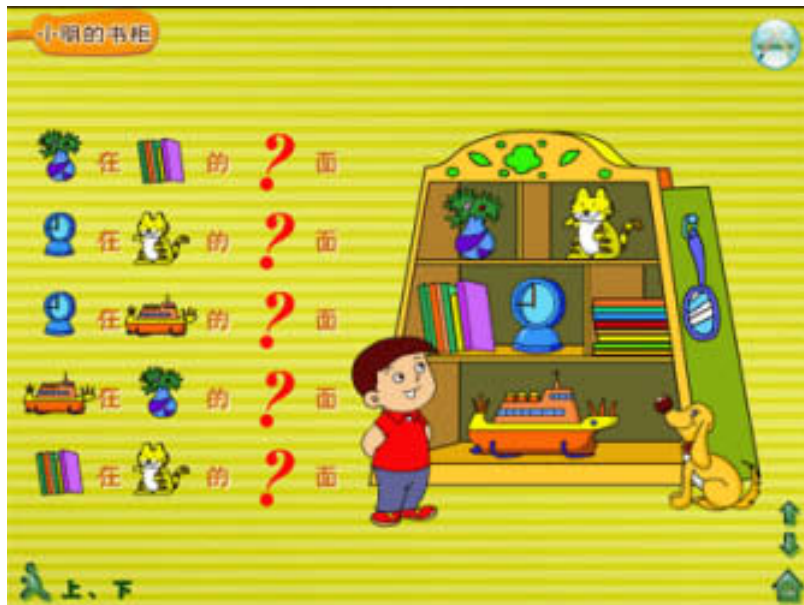 小明的书柜
在 的 ? 面
在 的 ? 面
在 的 ? 面
在 的 ? 面
在 的 ? 面
上、下